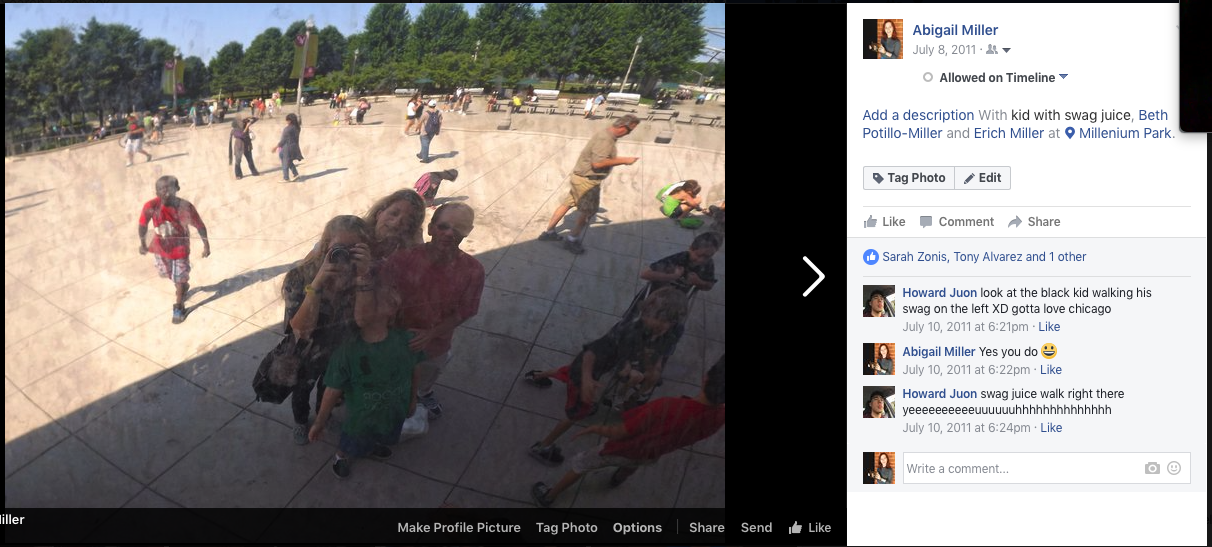 Abigail Miller
July 8, 2011 ·
Allowed on Timeline
Add a description With kid with swag juice, Beth
Potillo-Miller and Erich Miller at Millenium Park.
Tag Photo Edit
Like Comment Share
Sarah Zonis, Tony Alvarez and 1 other
Howard Juon look at the black kid walking his
swag on the left XD gotta love chicago
July 10, 2011 at 6:21pm · Like
Abigail Miller Yes you do 😃
July 10, 2011 at 6:22pm · Like
Howard Juon swag juice walk right there
yeeeeeeeeeeuuuuuuhhhhhhhhhhhhhh
July 10, 2011 at 6:24pm · Like
Write a comment...
iller
Make Profile Picture Tag Photo Options Share Send Like